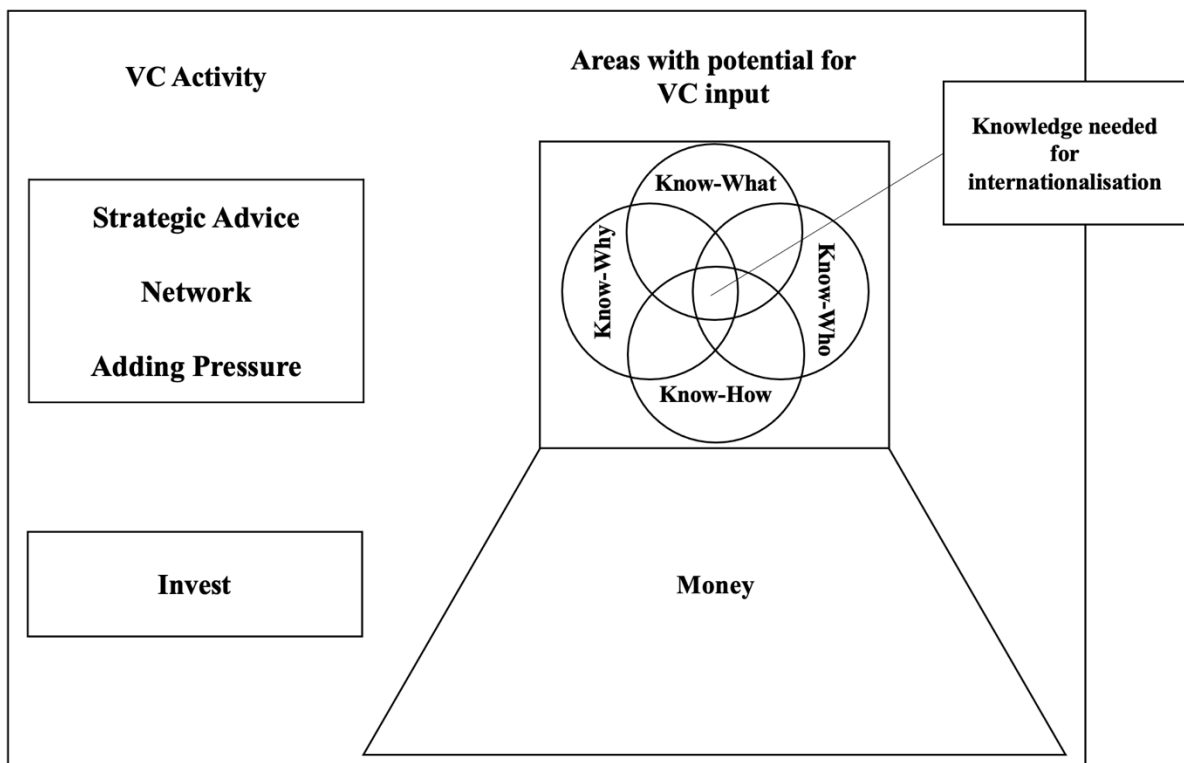 VC Activity
Areas with potential for
VC input
Knowledge needed
for
internationalisation
Strategic Advice
Network
Adding Pressure
Know-What
Know-Why
Know-Who
Know-How
Invest
Money